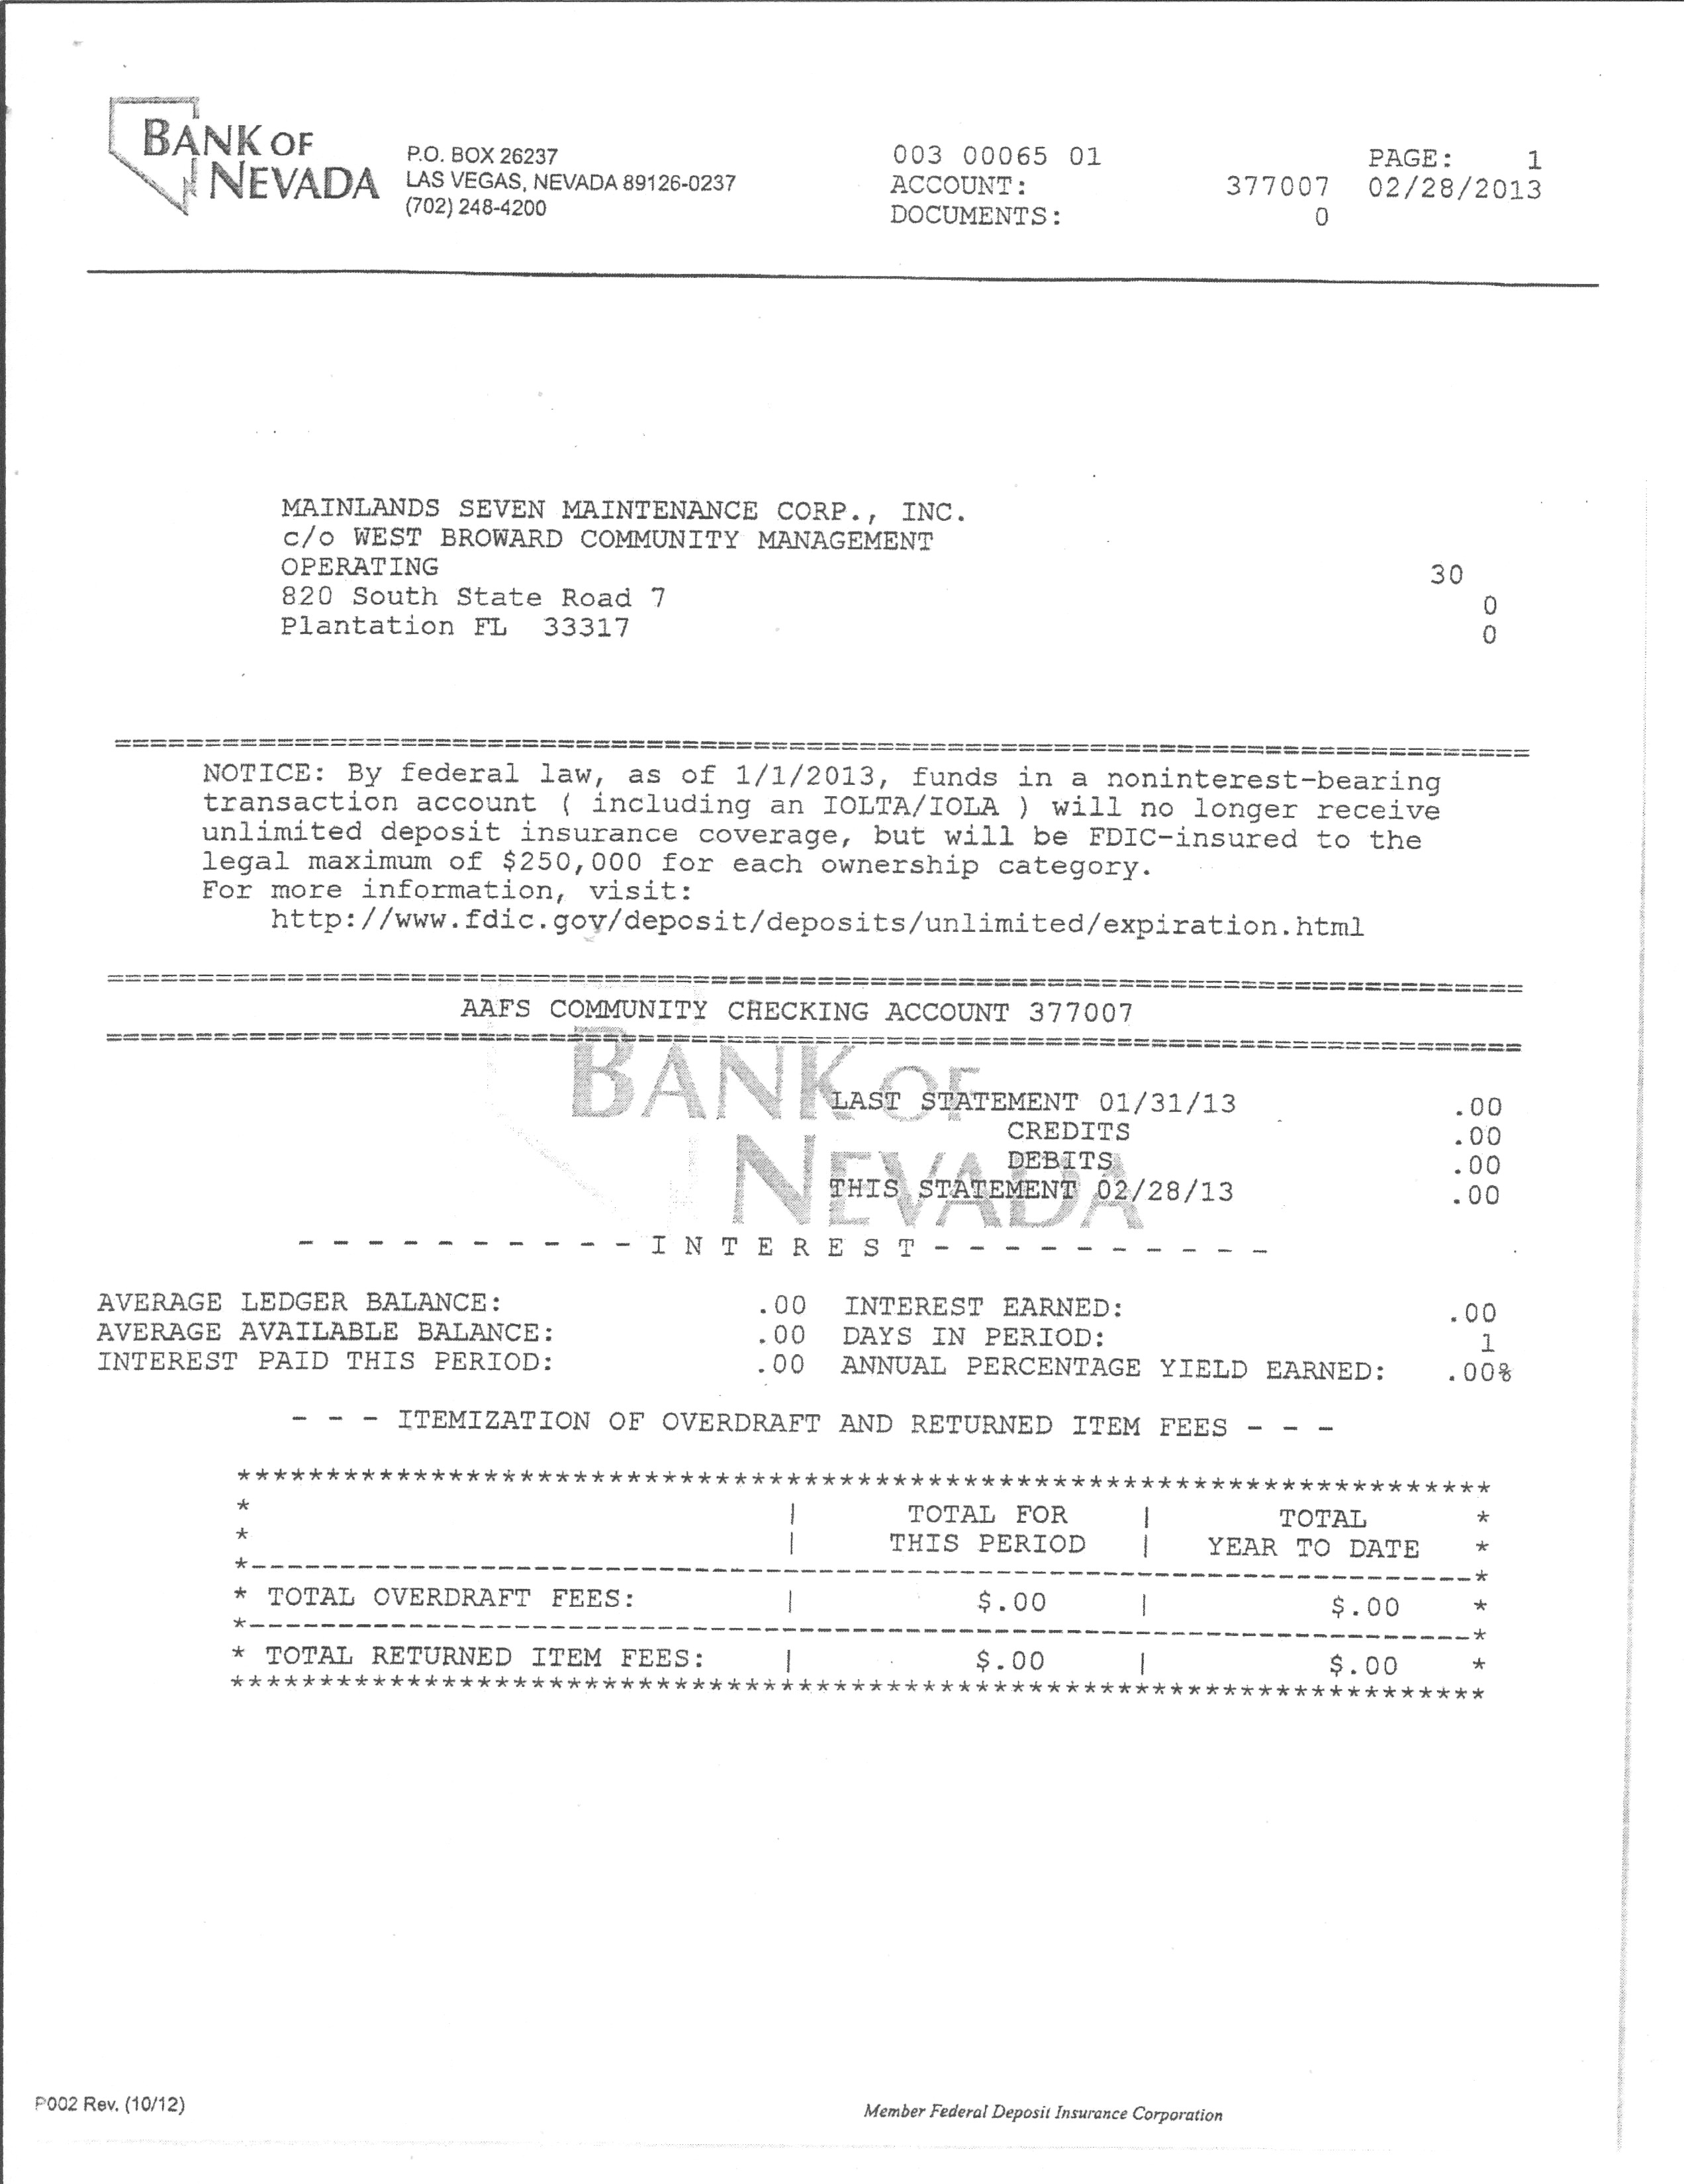 BANK OF
NEVADA
P.O. BOX 26237
LAS VEGAS, NEVADA 89126-0237
(702) 248-4200
003 00065 01 PAGE: 1
ACCOUNT: 377007 02/28/2013
DOCUMENTS: 0
MAINLANDS SEVEN MAINTENANCE CORP., INC.
c/o WEST BROWARD COMMUNITY MANAGEMENT
OPERATING 30
820 South State Road 7 0
Plantation FL 33317 0
================================================================================
NOTICE: By federal law, as of 1/1/2013, funds in a noninterest-bearing
transaction account ( including an IOLTA/IOLA ) will no longer receive
unlimited deposit insurance coverage, but will be FDIC-insured to the
legal maximum of $250,000 for each ownership category.
For more information, visit:
http://www.fdic.gov/deposit/deposits/unlimited/expiration.html
================================================================================
AAFS COMMUNITY CHECKING ACCOUNT 377007
================================================================================
BANK OF
NEVADA
LAST STATEMENT 01/31/13 .00
CREDITS .00
DEBITS .00
THIS STATEMENT 02/28/13 .00
- - - - - - - - - - I N T E R E S T - - - - - - - - - -
AVERAGE LEDGER BALANCE: .00 INTEREST EARNED: .00
AVERAGE AVAILABLE BALANCE: .00 DAYS IN PERIOD: 1
INTEREST PAID THIS PERIOD: .00 ANNUAL PERCENTAGE YIELD EARNED: .00%
- - - ITEMIZATION OF OVERDRAFT AND RETURNED ITEM FEES - - -
***********************************************************************
* | TOTAL FOR | TOTAL *
* | THIS PERIOD | YEAR TO DATE *
*---------------------------------------------------------------------*
* TOTAL OVERDRAFT FEES: | $.00 | $.00 *
*---------------------------------------------------------------------*
* TOTAL RETURNED ITEM FEES: | $.00 | $.00 *
***********************************************************************
P002 Rev. (10/12)
Member Federal Deposit Insurance Corporation